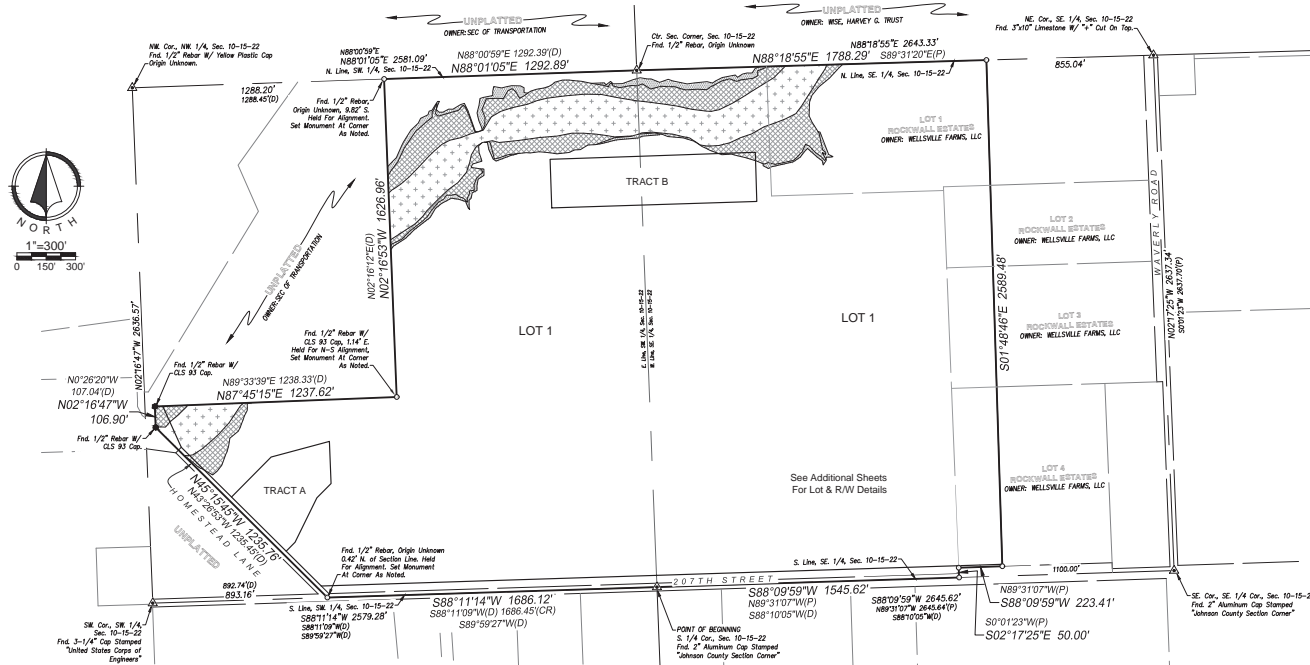 UNPLATTED
OWNER:SEC OF TRANSPORTATION
UNPLATTED
OWNER: WISE, HARVEY G. TRUST
NW. Cor., NW. 1/4, Sec. 10-15-22
Fnd. 1/2" Rebar W/ Yellow Plastic Cap
Origin Unknown.
N88°00'59"E
N88°01'05"E 2581.09'
N. Line, SW. 1/4, Sec. 10-15-22
N88°00'59"E 1292.39'(D)
N88°01'05"E 1292.89'
Ctr. Sec. Corner, Sec. 10-15-22
Fnd. 1/2" Rebar, Origin Unknown
N88°18'55"E 1788.29'
N88°18'55"E 2643.33'
S89°31'20"E(P)
N. Line, SE. 1/4, Sec. 10-15-22
NE. Cor., SE. 1/4, Sec. 10-15-22
Fnd. 3"x10" Limestone W/ "+" Cut On Top.
855.04'
1288.20'
1288.45'(D)
Fnd. 1/2" Rebar,
Origin Unknown, 9.82' S.
Held For Alignment.
Set Monument At Corner
As Noted.
LOT 1
ROCKWALL ESTATES
OWNER: WELLSVILLE FARMS, LLC
NORTH
1"=300'
0 150' 300'
TRACT B
UNPLATTED
OWNER:SEC OF TRANSPORTATION
N02°16'12"E(D)
N02°16'53"W 1626.96'
LOT 2
ROCKWALL ESTATES
OWNER: WELLSVILLE FARMS, LLC
WAVERLY ROAD
N02°17'25"W 2637.34'
S0°01'23"W 2637.70'(P)
N02°16'47"W 2636.57'
E. Line, SW. 1/4, Sec. 10-15-22
W. Line, SE. 1/4, Sec. 10-15-22
S01°48'46"E 2589.48'
LOT 1
LOT 1
LOT 3
ROCKWALL ESTATES
OWNER: WELLSVILLE FARMS, LLC
Fnd. 1/2" Rebar W/
CLS 93 Cap, 1.14' E.
Held For N-S Alignment,
Set Monument At Corner
As Noted.
Fnd. 1/2" Rebar W/
CLS 93 Cap.
N0°26'20"W
107.04'(D)
N02°16'47"W
106.90'
N89°33'39"E 1238.33'(D)
N87°45'15"E 1237.62'
Fnd. 1/2" Rebar W/
CLS 93 Cap.
See Additional Sheets
For Lot & R/W Details
LOT 4
ROCKWALL ESTATES
OWNER: WELLSVILLE FARMS, LLC
TRACT A
N45°15'45"W 1235.76'
N43°26'53"W 1235.45'(D)
HOMESTEAD LANE
UNPLATTED
Fnd. 1/2" Rebar, Origin Unknown
0.42' N. of Section Line. Held
For Alignment. Set Monument
At Corner As Noted.
S. Line, SE. 1/4, Sec. 10-15-22
892.74'(D)
893.16'
207TH STREET
1100.00'
S. Line, SW. 1/4, Sec. 10-15-22
S88°11'14"W 2579.28'
S88°11'09"W(D)
S89°59'27"W(D)
S88°11'14"W 1686.12'
S88°11'09"W(D) 1686.45'(CR)
S89°59'27"W(D)
S88°09'59"W 1545.62'
N89°31'07"W(P)
S88°10'05"W(D)
S88°09'59"W 2645.62'
N89°31'07"W 2645.64'(P)
S88°10'05"W(D)
N89°31'07"W(P)
S88°09'59"W 223.41'
S0°01'23"W(P)
S02°17'25"E 50.00'
SW. Cor., SW. 1/4,
Sec. 10-15-22
Fnd. 3-1/4" Cap Stamped
"United States Corps of
Engineers"
POINT OF BEGINNING
S. 1/4 Cor., Sec. 10-15-22
Fnd. 2" Aluminum Cap Stamped
"Johnson County Section Corner"
SE. Cor., SE. 1/4, Sec. 10-15-22
Fnd. 2" Aluminum Cap Stamped
"Johnson County Section Corner"